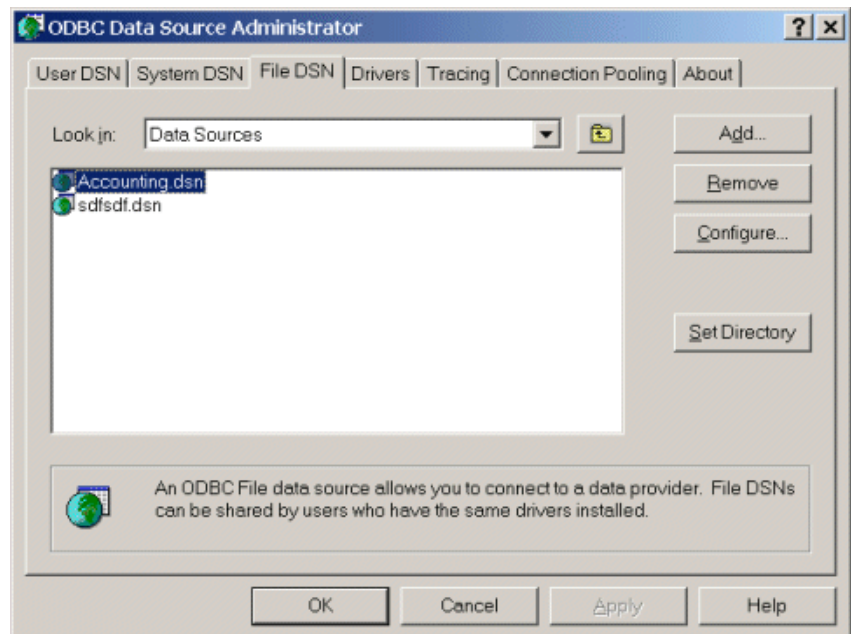 ODBC Data Source Administrator
User DSN System DSN File DSN Drivers Tracing Connection Pooling About
Look in: Data Sources Add...
Accounting.dsn Remove
sdfsdf.dsn
Configure...
Set Directory
An ODBC File data source allows you to connect to a data provider. File DSNs
can be shared by users who have the same drivers installed.
OK Cancel Apply Help